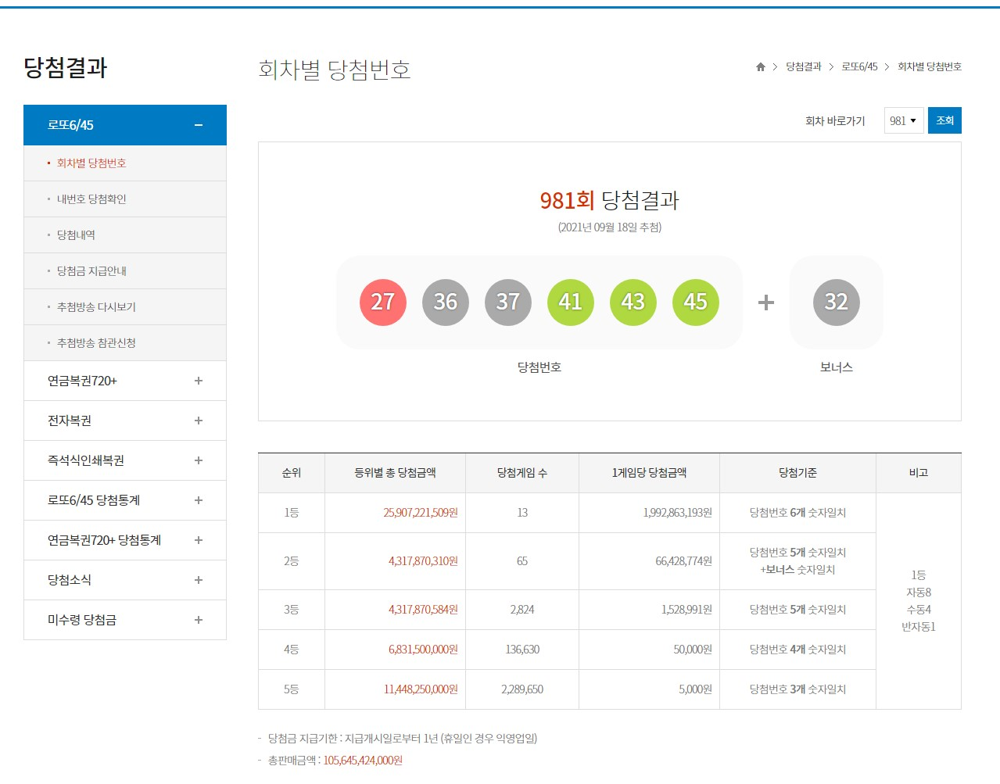 당첨결과
로또6/45
회차별 당첨번호
내번호 당첨확인
당첨내역
당첨금 지급안내
추첨방송 다시보기
추첨방송 참관신청
연금복권720+
전자복권
즉석식인쇄복권
로또6/45 당첨통계
연금복권720+ 당첨통계
당첨소식
미수령 당첨금
회차별 당첨번호
당첨결과 > 로또6/45 > 회차별 당첨번호
회차 바로가기 981 조회
981회 당첨결과
(2021년 09월 18일 추첨)
27 36 37 41 43 45 + 32
당첨번호 보너스
순위 등위별 총 당첨금액 당첨게임 수 1게임당 당첨금액 당첨기준 비고
1등 25,907,221,509원 13 1,992,863,193원 당첨번호 6개 숫자일치
2등 4,317,870,310원 65 66,428,774원 당첨번호 5개 숫자일치
+보너스 숫자일치
3등 4,317,870,584원 2,824 1,528,991원 당첨번호 5개 숫자일치
4등 6,831,500,000원 136,630 50,000원 당첨번호 4개 숫자일치
5등 11,448,250,000원 2,289,650 5,000원 당첨번호 3개 숫자일치
1등
자동8
수동4
반자동1
- 당첨금 지급기한 : 지급개시일로부터 1년 (휴일인 경우 익영업일)
- 총판매금액 : 105,645,424,000원